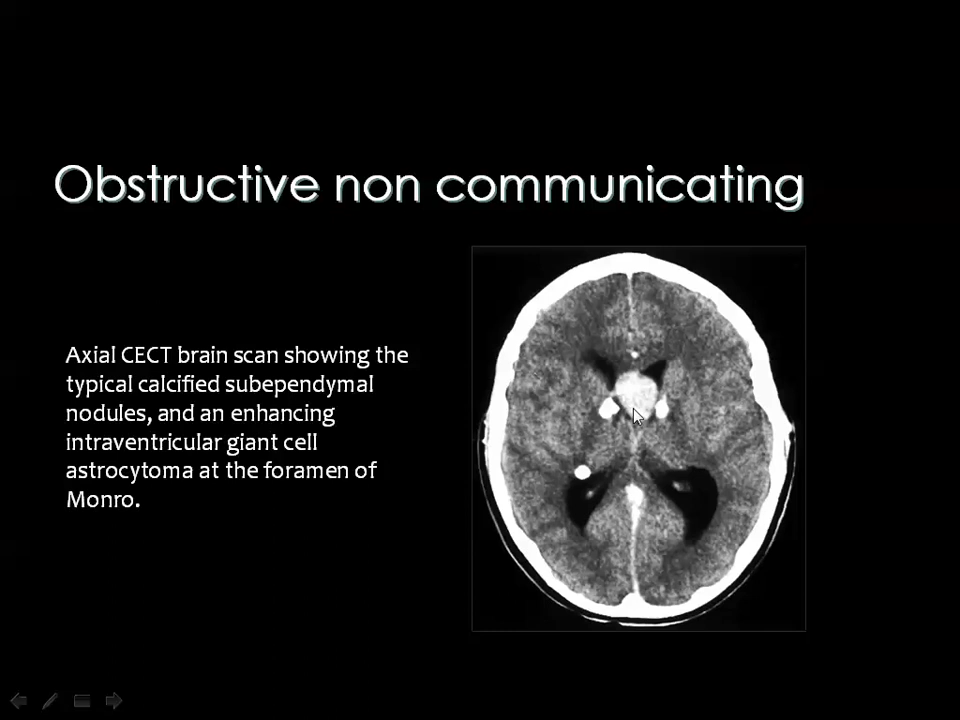 Obstructive non communicating
Axial CECT brain scan showing the
typical calcified subependymal
nodules, and an enhancing
intraventricular giant cell
astrocytoma at the foramen of
Monro.